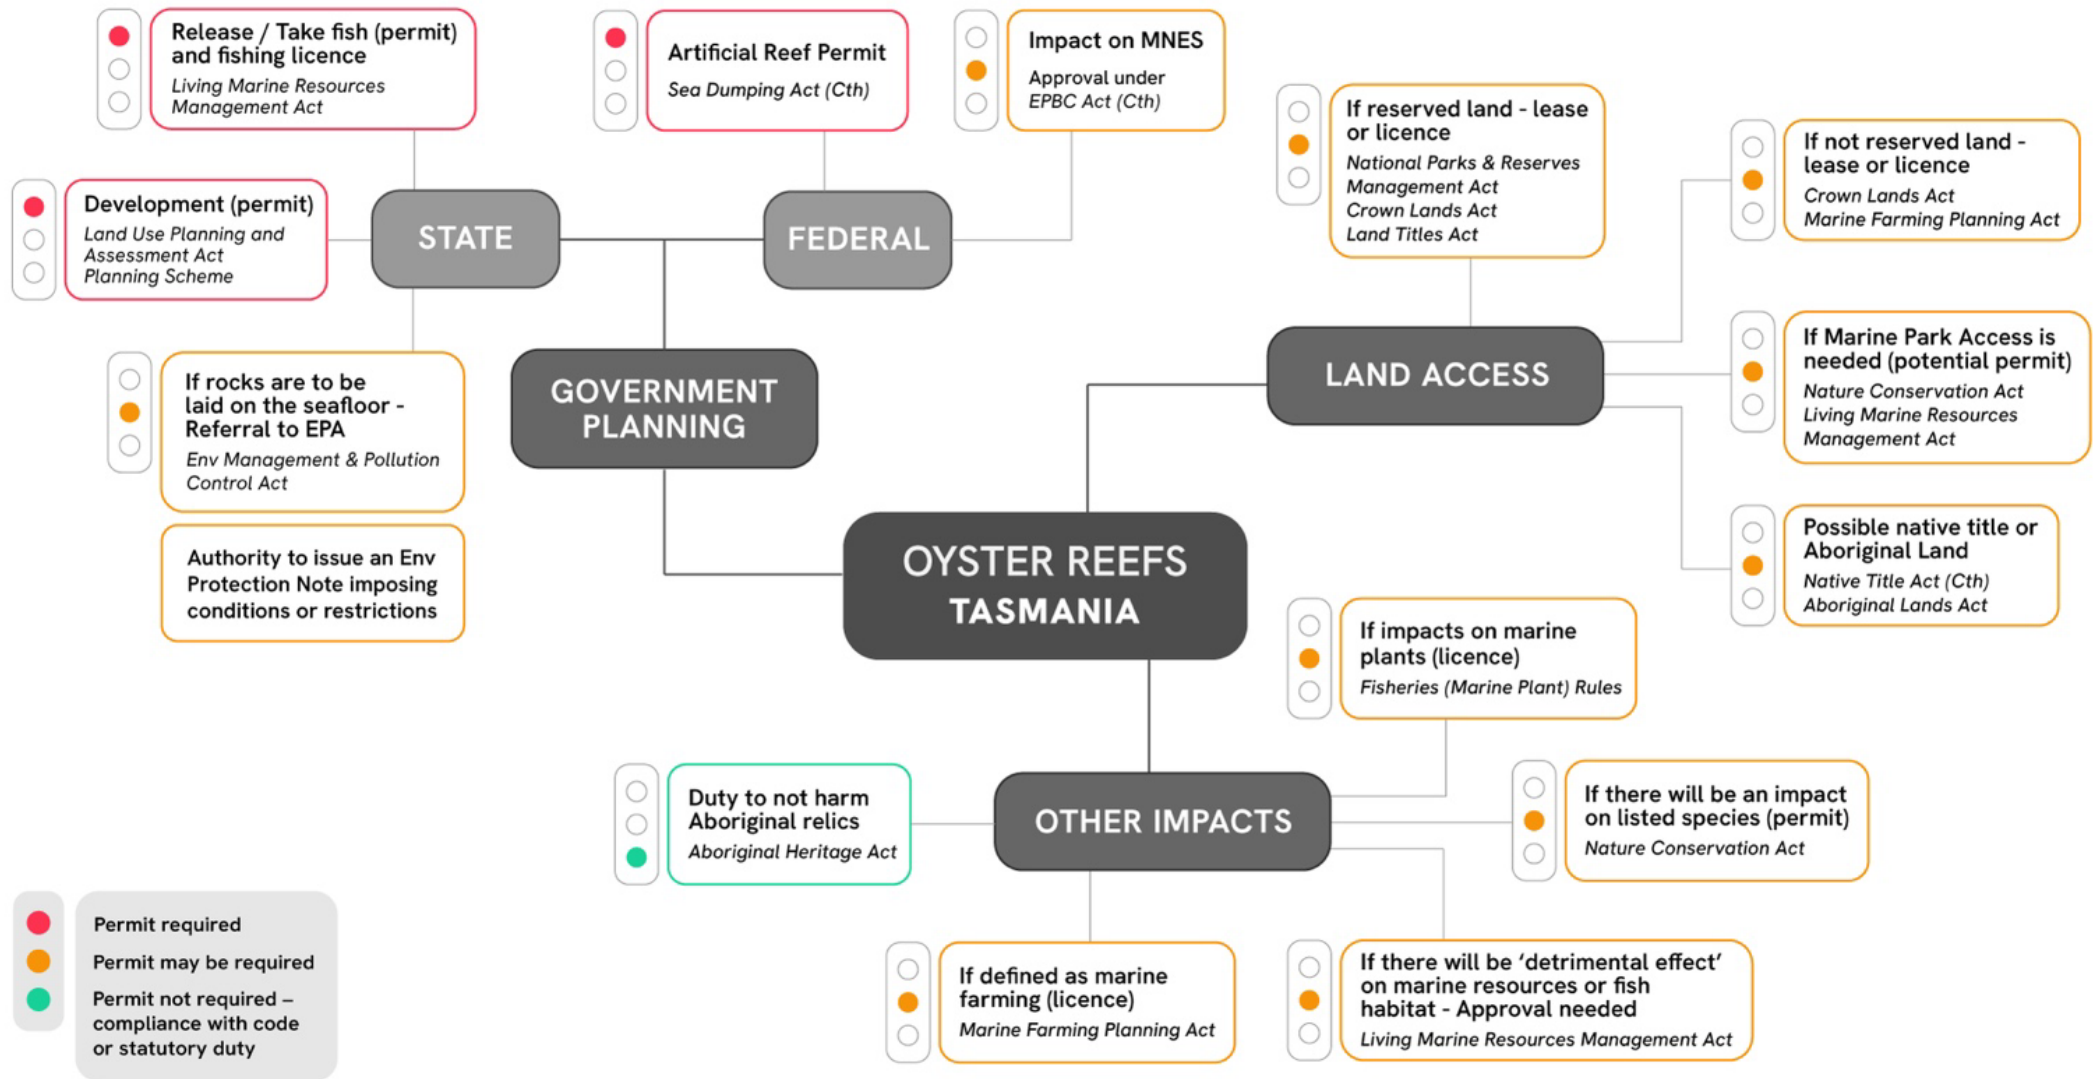 Release / Take fish (permit)
and fishing licence
Living Marine Resources
Management Act
Artificial Reef Permit
Sea Dumping Act (Cth)
Impact on MNES
Approval under
EPBC Act (Cth)
If reserved land - lease
or licence
National Parks & Reserves
Management Act
Crown Lands Act
Land Titles Act
If not reserved land -
lease or licence
Crown Lands Act
Marine Farming Planning Act
Development (permit)
Land Use Planning and
Assessment Act
Planning Scheme
STATE
FEDERAL
If rocks are to be
laid on the seafloor -
Referral to EPA
Env Management & Pollution
Control Act
GOVERNMENT
PLANNING
LAND ACCESS
If Marine Park Access is
needed (potential permit)
Nature Conservation Act
Living Marine Resources
Management Act
Authority to issue an Env
Protection Note imposing
conditions or restrictions
OYSTER REEFS
TASMANIA
Possible native title or
Aboriginal Land
Native Title Act (Cth)
Aboriginal Lands Act
If impacts on marine
plants (licence)
Fisheries (Marine Plant) Rules
Duty to not harm
Aboriginal relics
Aboriginal Heritage Act
OTHER IMPACTS
If there will be an impact
on listed species (permit)
Nature Conservation Act
If defined as marine
farming (licence)
Marine Farming Planning Act
If there will be ‘detrimental effect’
on marine resources or fish
habitat - Approval needed
Living Marine Resources Management Act
Permit required
Permit may be required
Permit not required –
compliance with code
or statutory duty